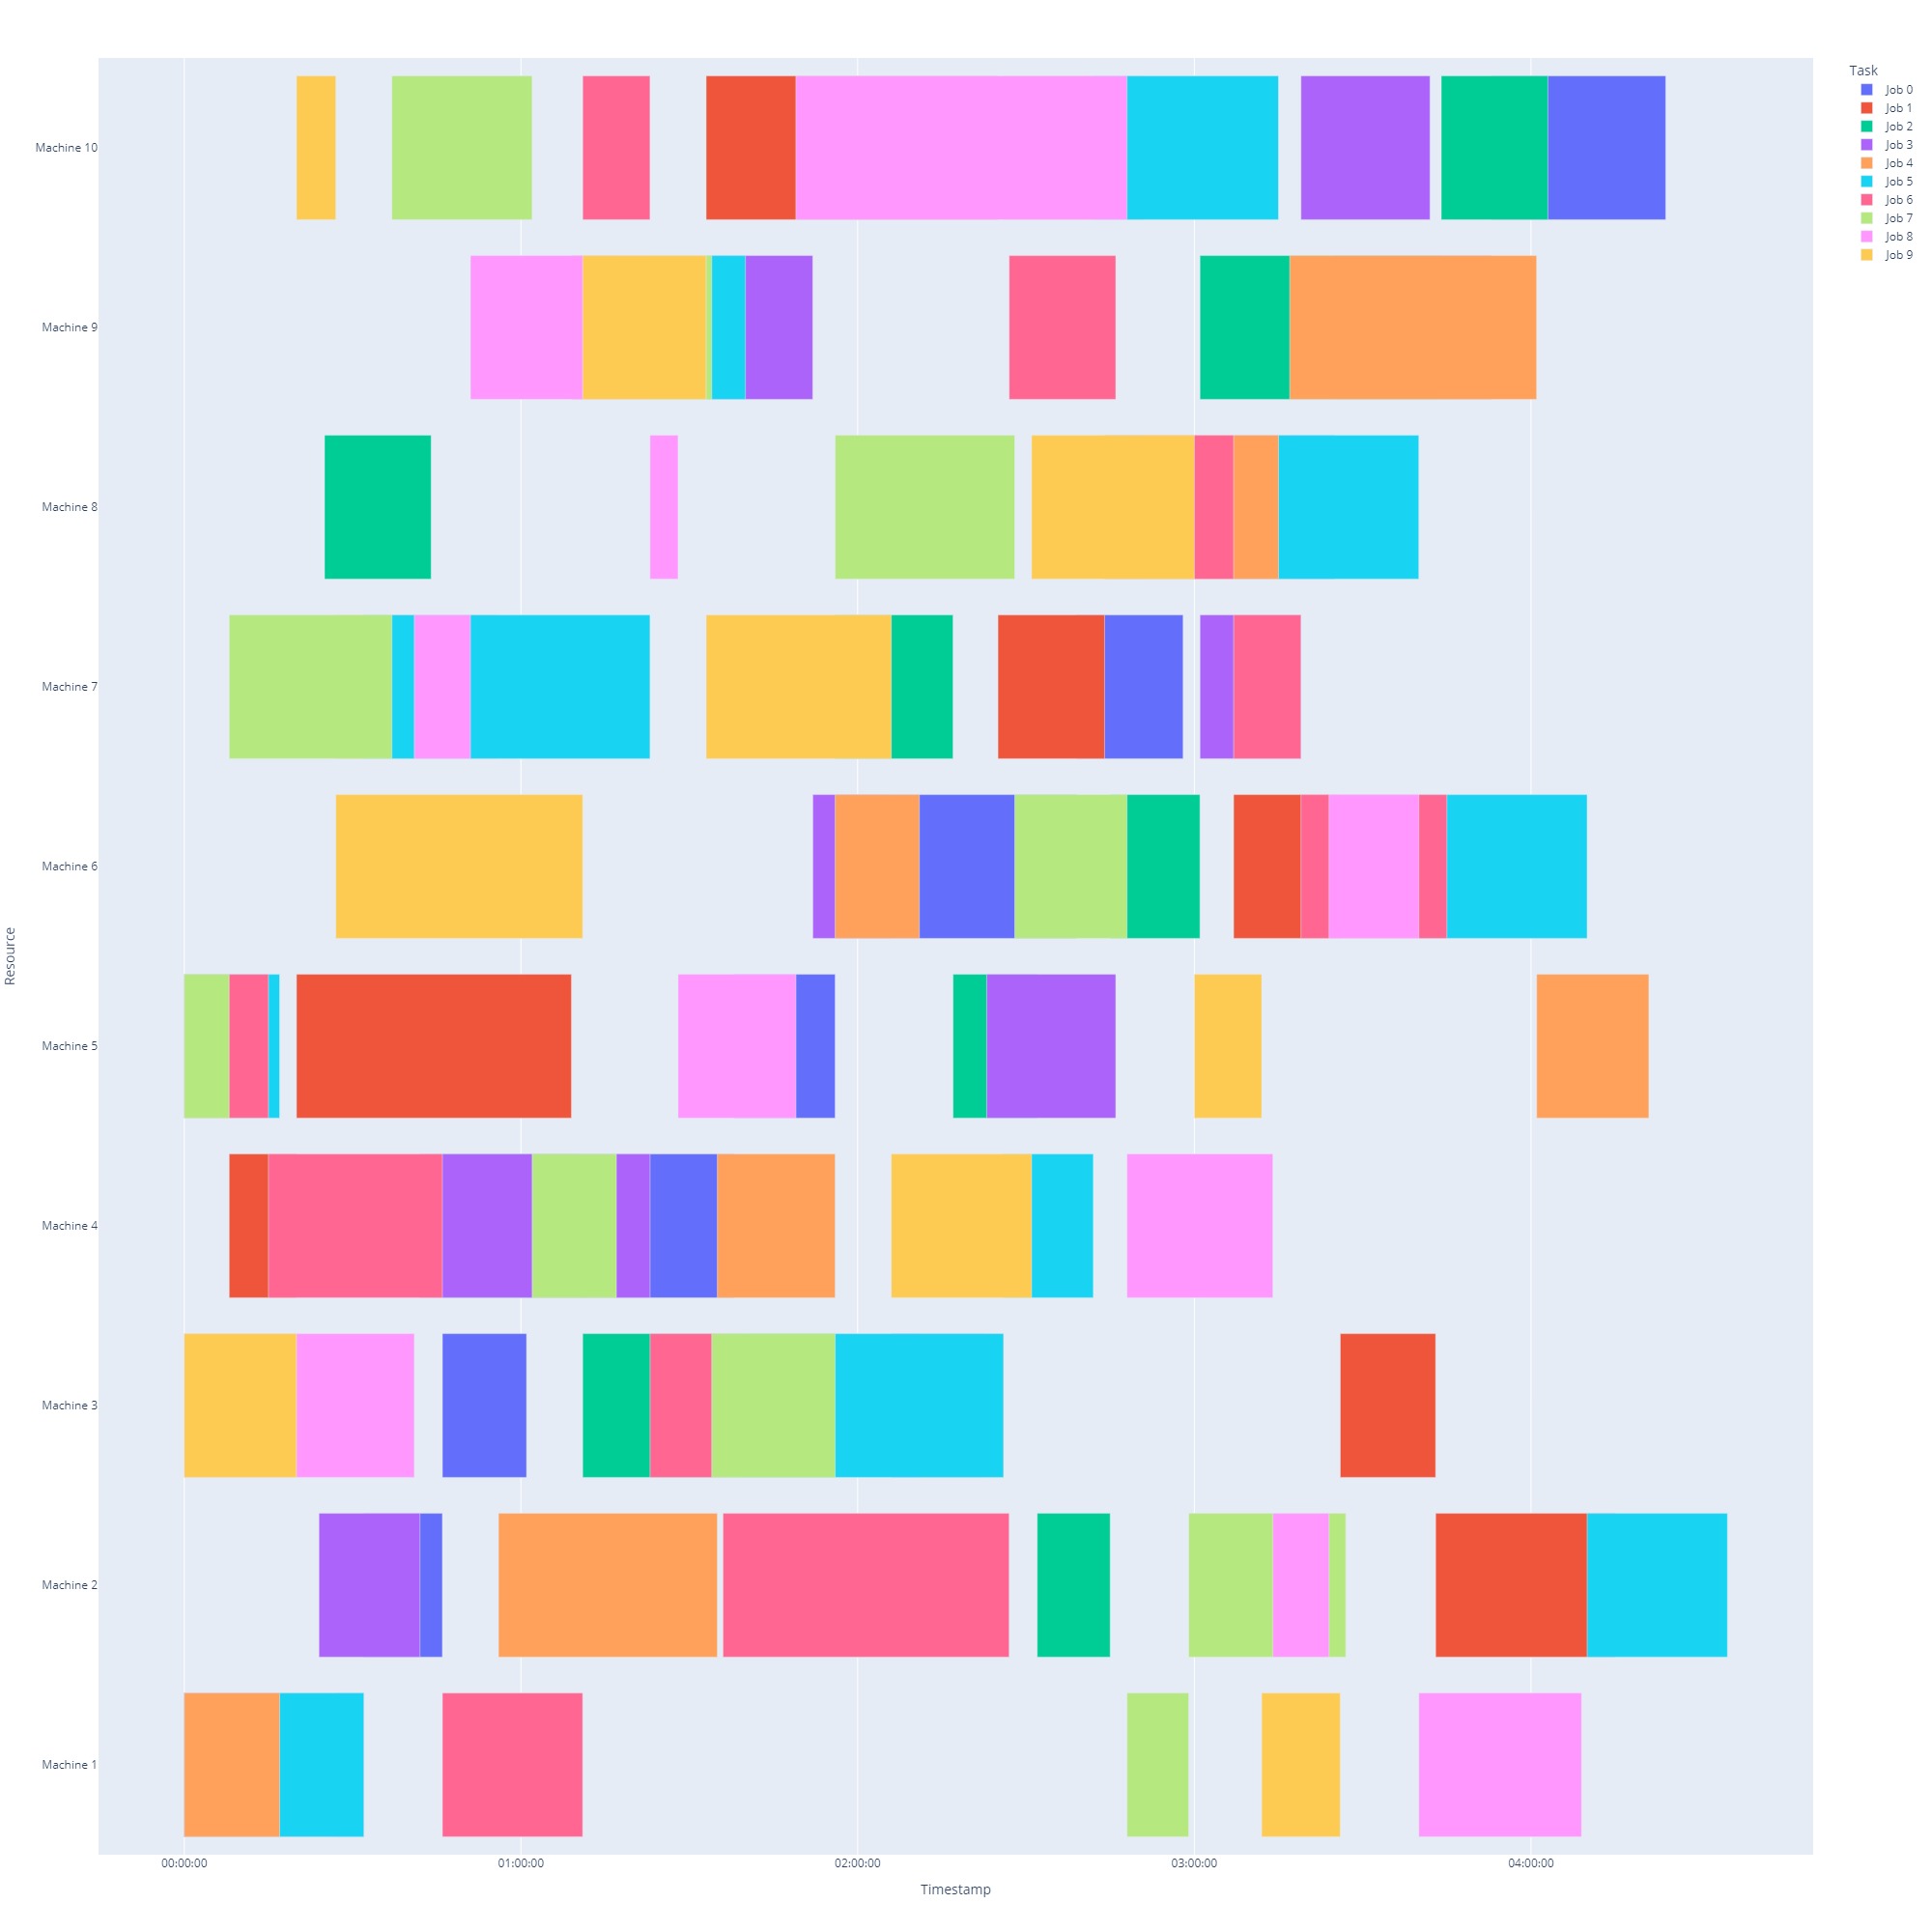 Task
Job 0
Job 1
Job 2
Job 3
Job 4
Job 5
Job 6
Job 7
Job 8
Job 9
Machine 10
Machine 9
Machine 8
Machine 7
Machine 6
Resource
Machine 5
Machine 4
Machine 3
Machine 2
Machine 1
00:00:00 01:00:00 02:00:00 03:00:00 04:00:00
Timestamp